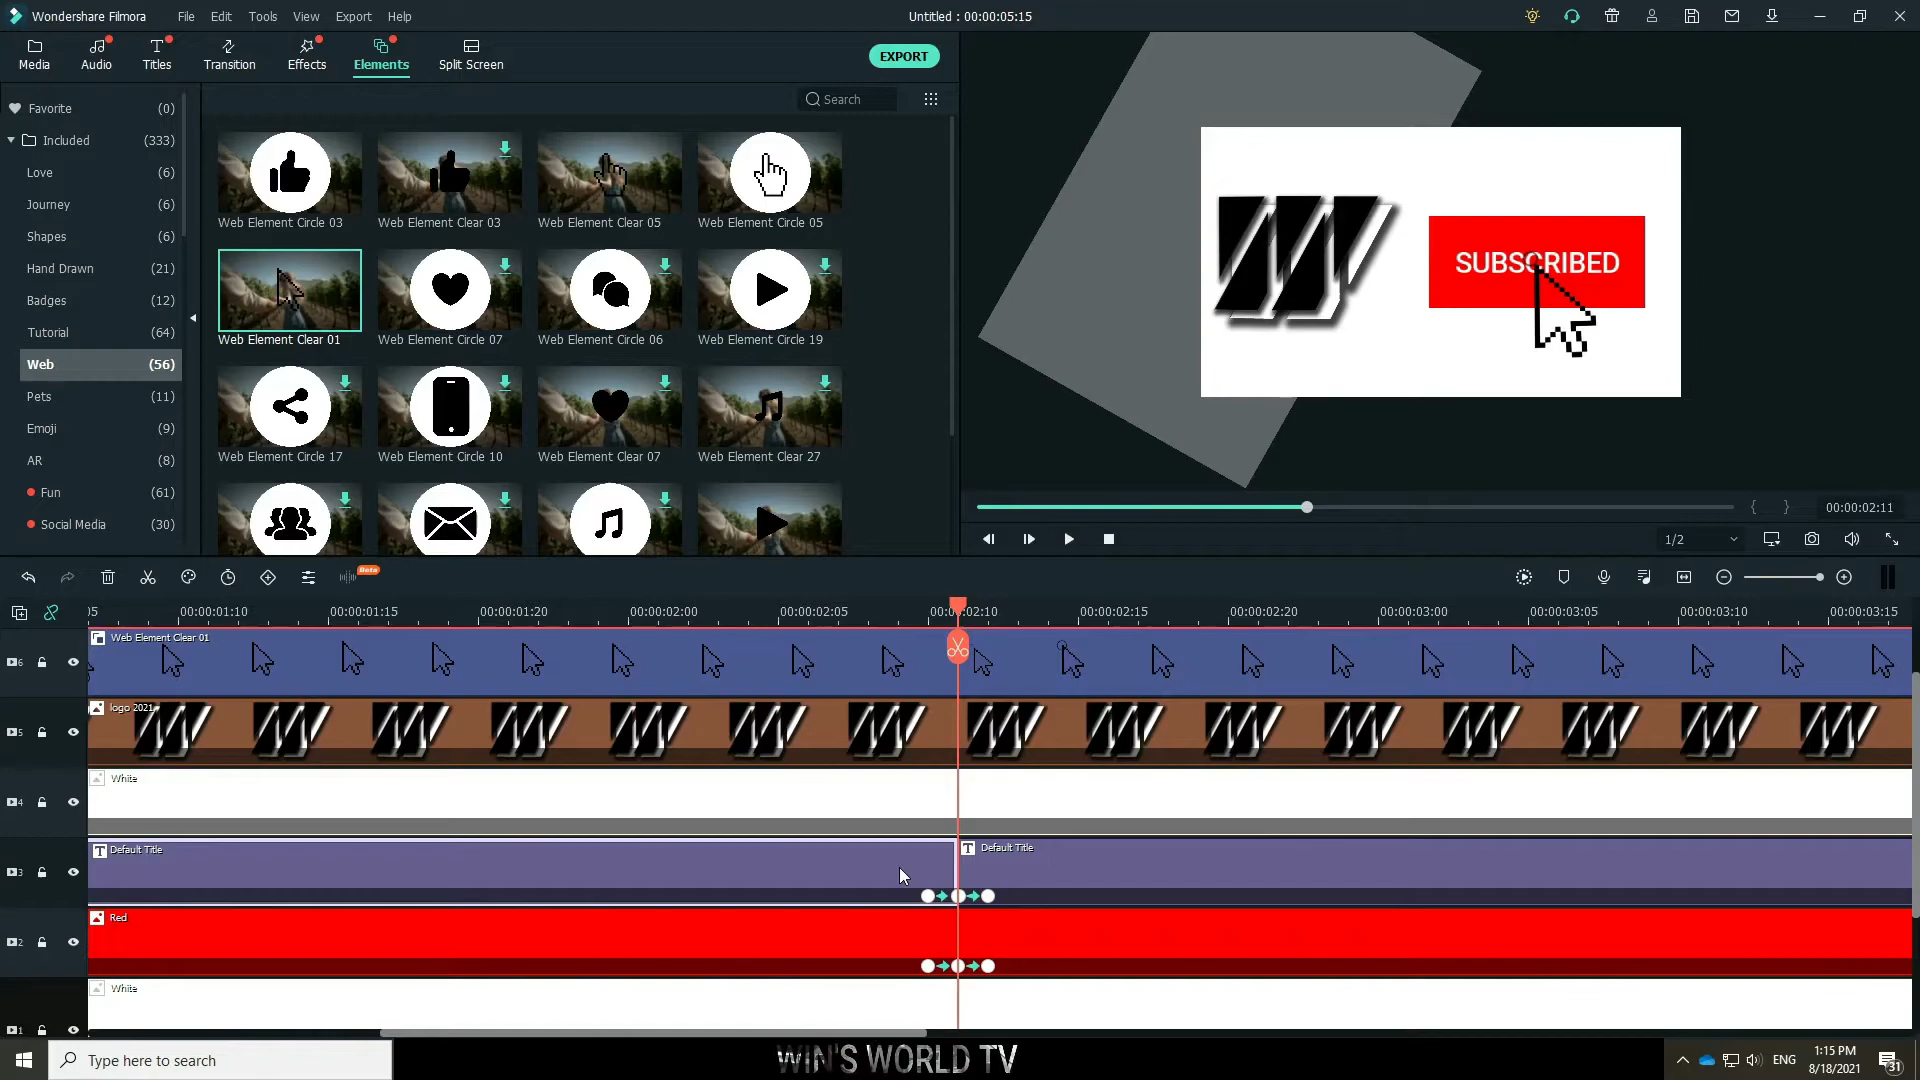 Wondershare Filmora
File Edit Tools View Export Help
Untitled : 00:00:05:15
Media Audio Titles Transition Effects Elements Split Screen
EXPORT
Search
Favorite (0)
Included (333)
Love (6)
Journey (6)
Shapes (6)
Hand Drawn (21)
Badges (12)
Tutorial (64)
Web (56)
Pets (11)
Emoji (9)
AR (8)
Fun (61)
Social Media (30)
Web Element Circle 03 Web Element Clear 03 Web Element Clear 05 Web Element Circle 05
Web Element Clear 01 Web Element Circle 07 Web Element Circle 06 Web Element Circle 19
Web Element Circle 17 Web Element Circle 10 Web Element Clear 07 Web Element Clear 27
SUBSCRIBED
{ } 00:00:02:11
1/2
Beta
05 00:00:01:10 00:00:01:15 00:00:01:20 00:00:02:00 00:00:02:05 00:00:02:10 00:00:02:15 00:00:02:20 00:00:03:00 00:00:03:05 00:00:03:10 00:00:03:15
6 Web Element Clear 01
5 logo 2021
4 White
3 Default Title Default Title
2 Red
1 White
Type here to search
WIN'S WORLD TV
ENG
1:15 PM
8/18/2021
31